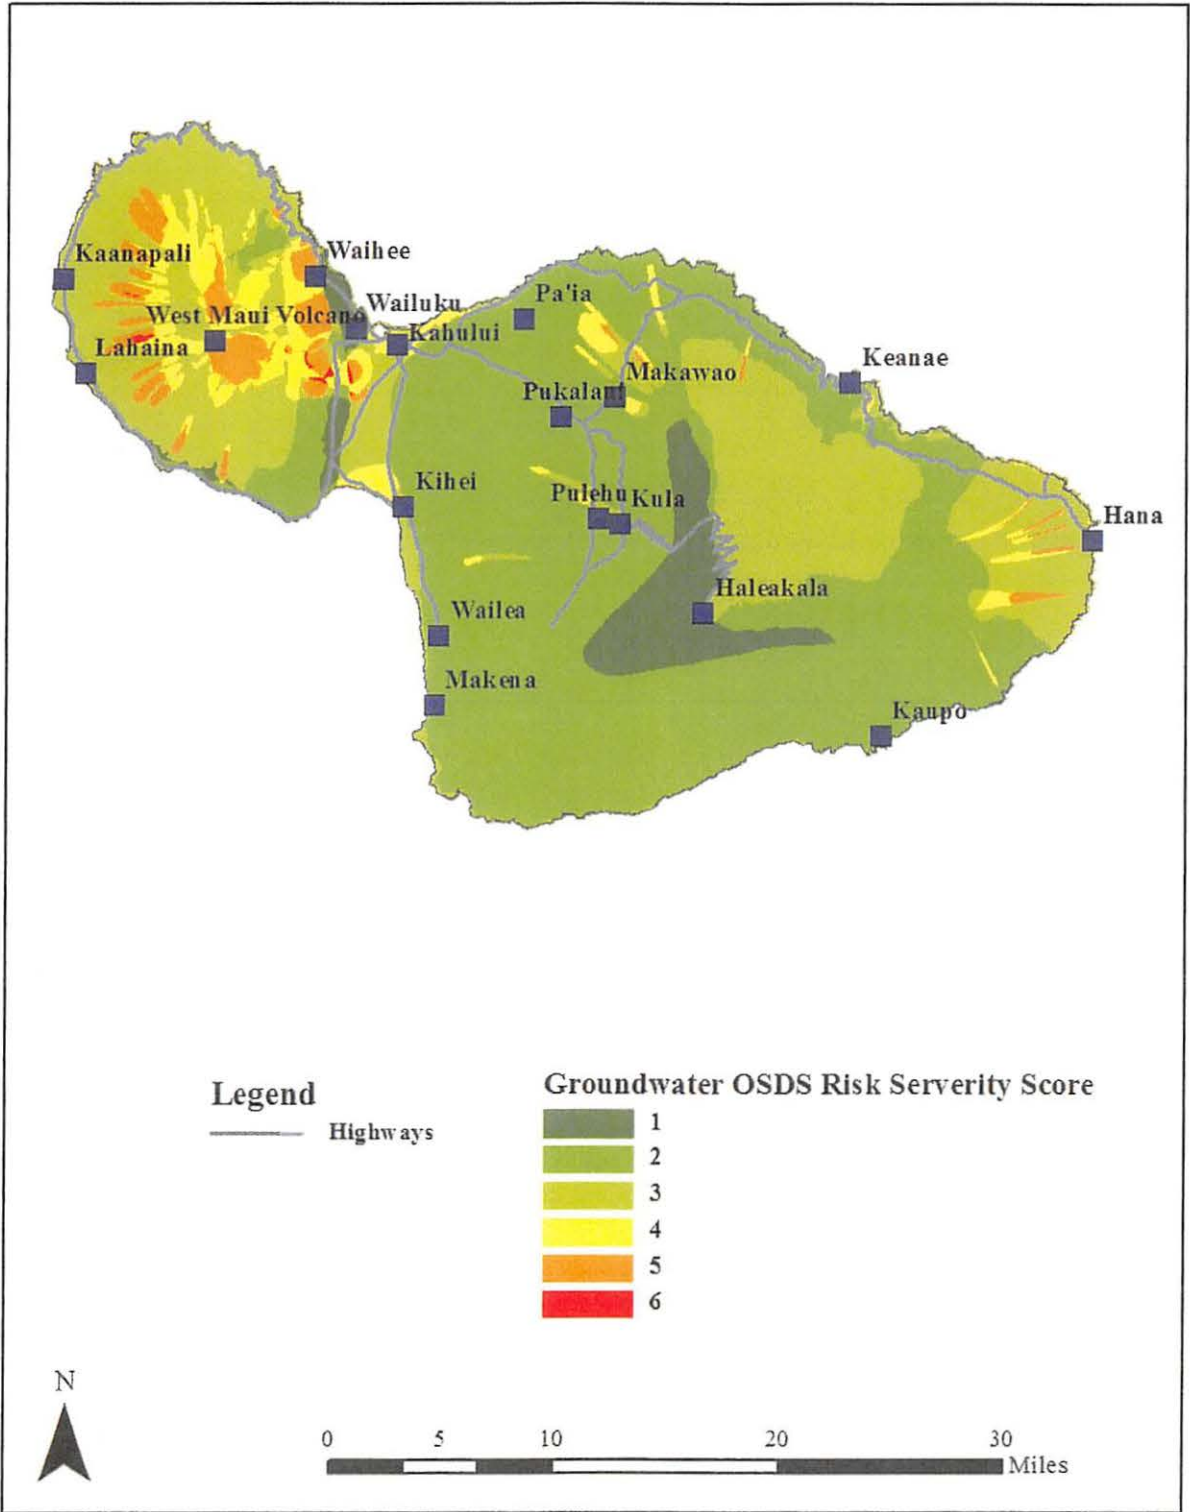 Kaanapali
Waihee
West Maui Volcano
Wailuku
Pa'ia
Lahaina
Kahului
Keanae
Makawao
Pukalani
Kihei
Pulehu
Kula
Hana
Haleakala
Wailea
Makena
Kaupo
Legend
Highways
Groundwater OSDS Risk Serverity Score
1
2
3
4
5
6
N
0 5 10 20 30
Miles